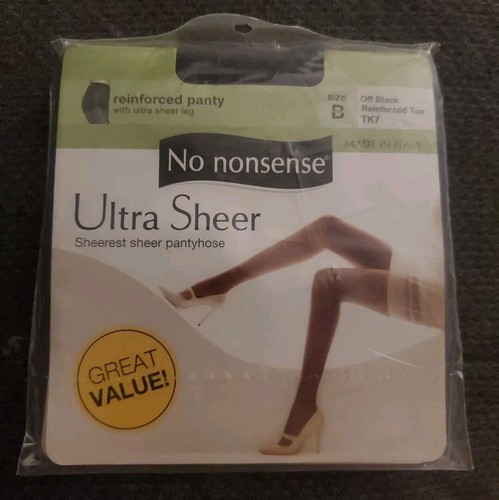 reinforced panty
with ultra sheer leg
SIZE
B
Off Black
Reinforced Toe
TK7
MADE IN ITALY
No nonsense®
Ultra Sheer
Sheerest sheer pantyhose
GREAT
VALUE!